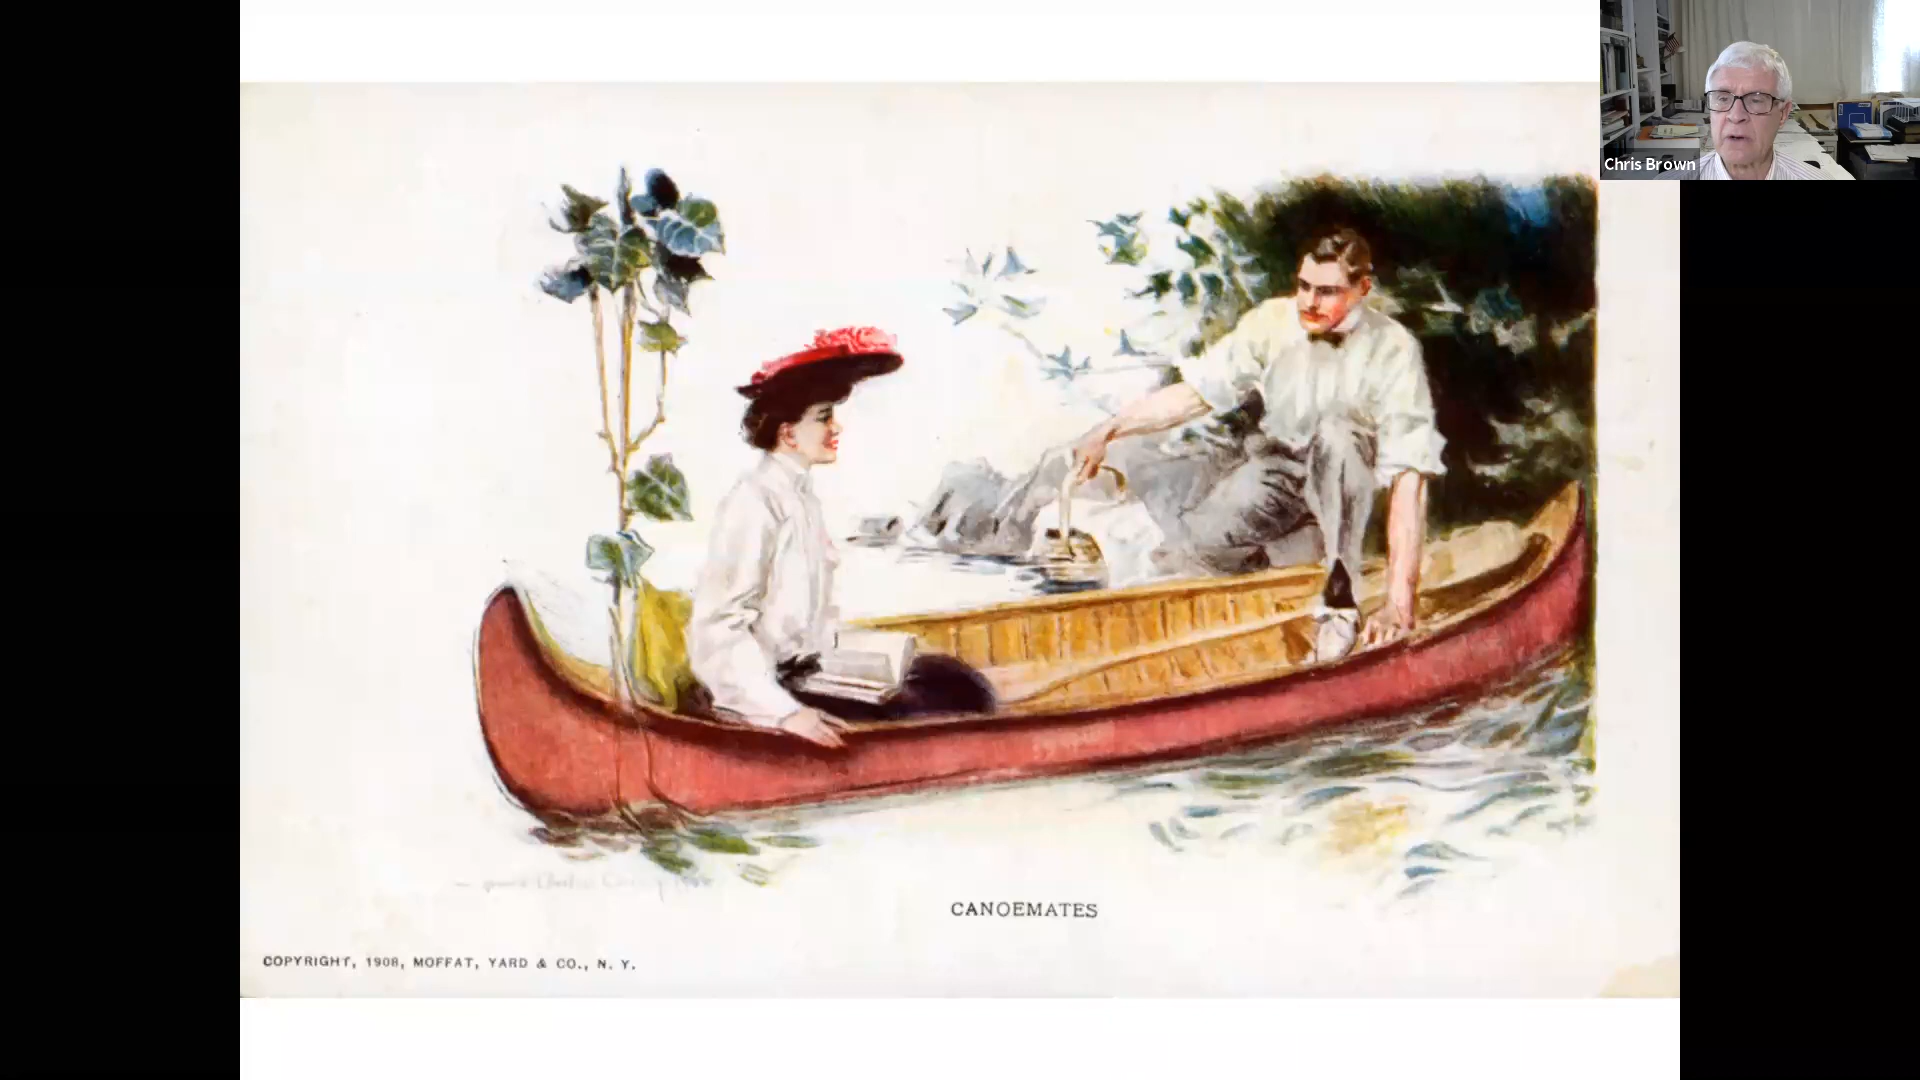 Chris Brown
CANOEMATES
COPYRIGHT, 1908, MOFFAT, YARD & CO., N. Y.